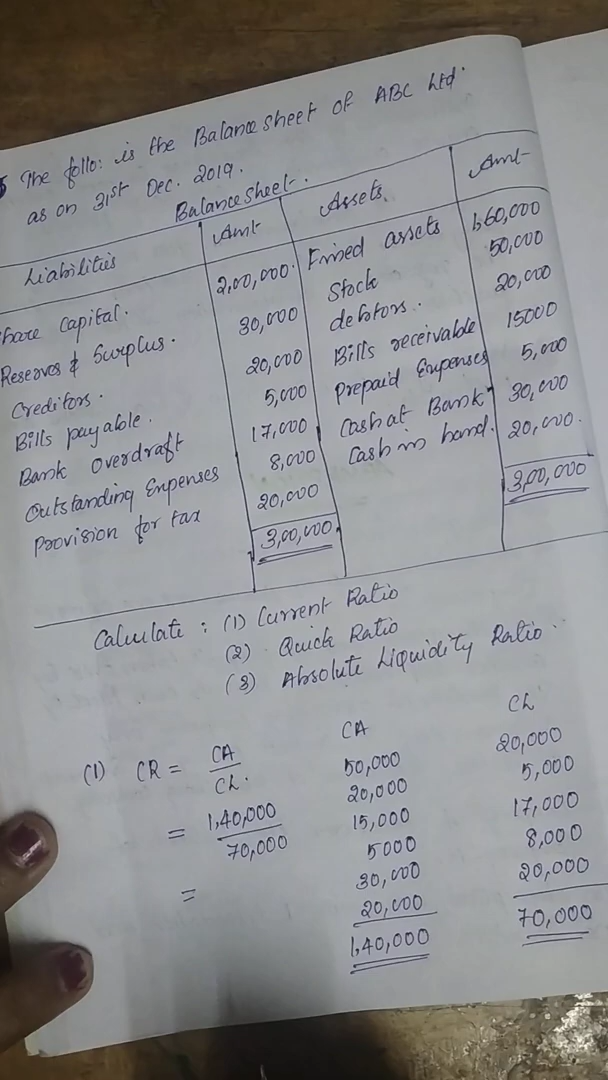 The follo: is the Balance sheet of ABC Ltd.
as on 31st Dec. 2019.
Balance sheet.
Liabilities Amt Assets Amt
hare Capital. 2,00,000 Fixed assets 1,60,000
Reserves & Surplus. 30,000 Stock 50,000
Creditors. 20,000 debtors. 20,000
Bills payable. 5,000 Bills receivable 15000
Bank overdraft 17,000 Prepaid Expenses 5,000
Outstanding Expenses 8,000 Cash at Bank 30,000
Provision for tax 20,000 Cash in hand. 20,000.
3,00,000 3,00,000
Calculate : (1) Current Ratio
(2) Quick Ratio
(3) Absolute Liquidity Ratio.
CA CL
(1) CR = CA / CL. 50,000 20,000
20,000 5,000
= 1,40,000 / 70,000 15,000 17,000
5000 8,000
= 30,000 20,000
20,000 70,000
1,40,000